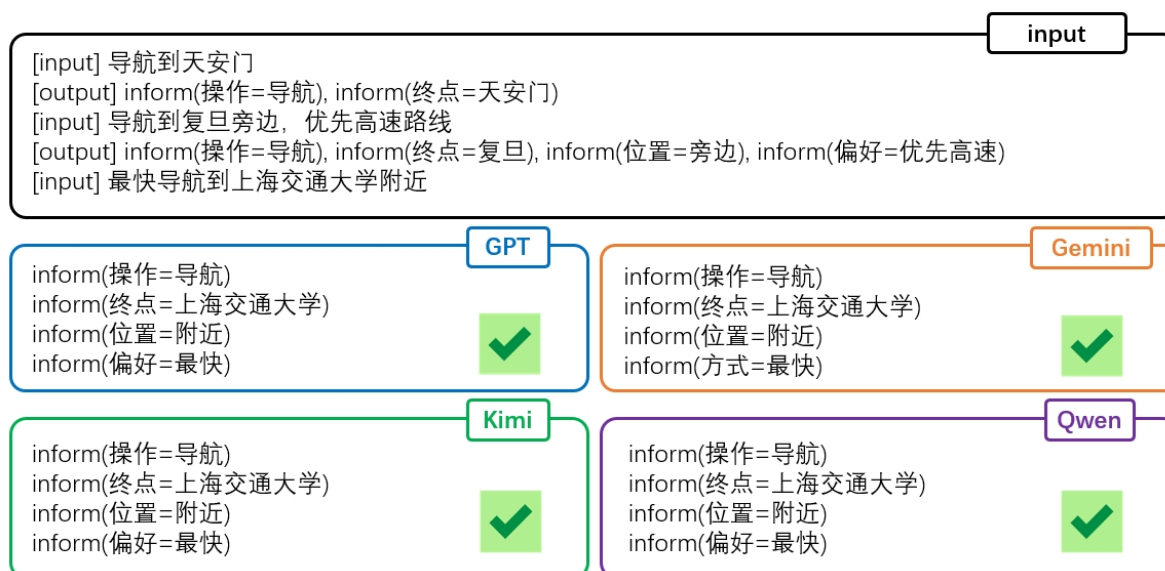 input
[input] 导航到天安门
[output] inform(操作=导航), inform(终点=天安门)
[input] 导航到复旦旁边，优先高速路线
[output] inform(操作=导航), inform(终点=复旦), inform(位置=旁边), inform(偏好=优先高速)
[input] 最快导航到上海交通大学附近
GPT
inform(操作=导航)
inform(终点=上海交通大学)
inform(位置=附近)
inform(偏好=最快)
Gemini
inform(操作=导航)
inform(终点=上海交通大学)
inform(位置=附近)
inform(方式=最快)
Kimi
inform(操作=导航)
inform(终点=上海交通大学)
inform(位置=附近)
inform(偏好=最快)
Qwen
inform(操作=导航)
inform(终点=上海交通大学)
inform(位置=附近)
inform(偏好=最快)